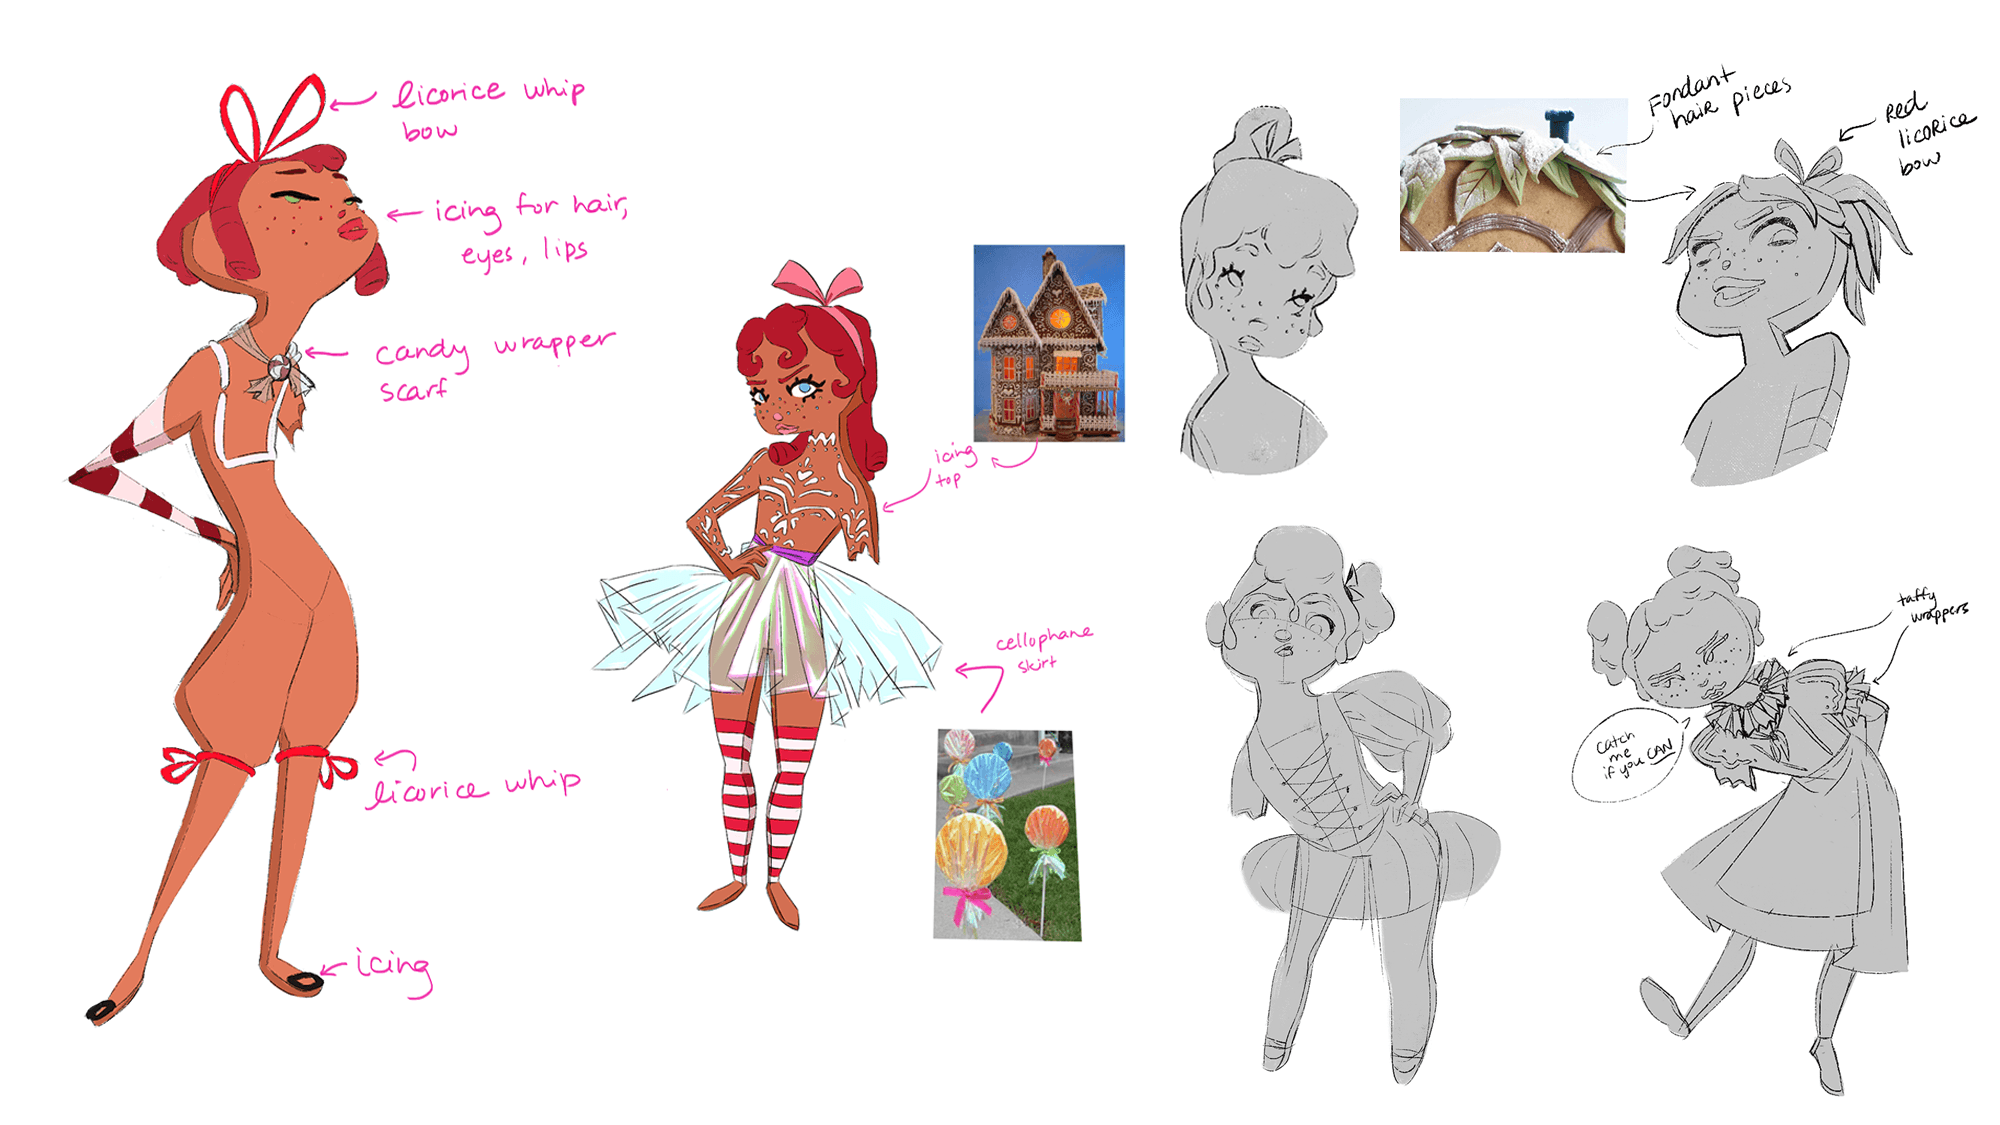 licorice whip
bow
icing for hair,
eyes, lips
candy wrapper
scarf
licorice whip
icing
icing
top
cellophane
skirt
Fondant
hair pieces
Red
licorice
bow
taffy
wrappers
catch
me
if you CAN